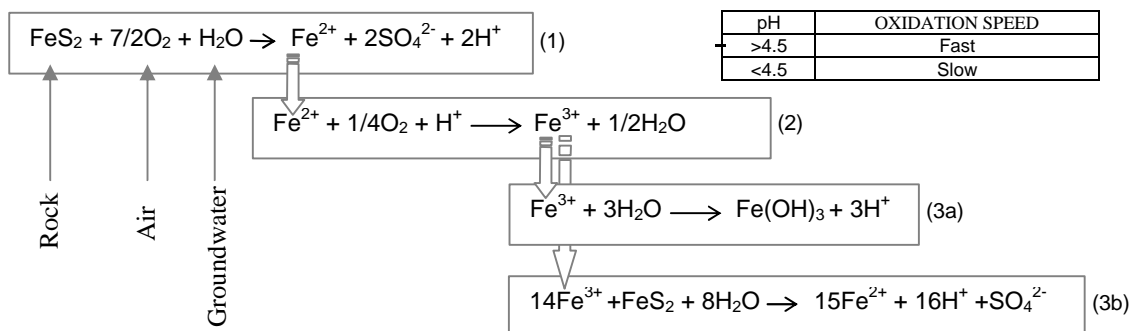 FeS₂ + 7/2O₂ + H₂O → Fe²⁺ + 2SO₄²⁻ + 2H⁺ (1)
pH OXIDATION SPEED
>4.5 Fast
<4.5 Slow
Fe²⁺ + 1/4O₂ + H⁺ → Fe³⁺ + 1/2H₂O (2)
Fe³⁺ + 3H₂O → Fe(OH)₃ + 3H⁺ (3a)
14Fe³⁺ +FeS₂ + 8H₂O → 15Fe²⁺ + 16H⁺ +SO₄²⁻ (3b)
Rock
Air
Groundwater